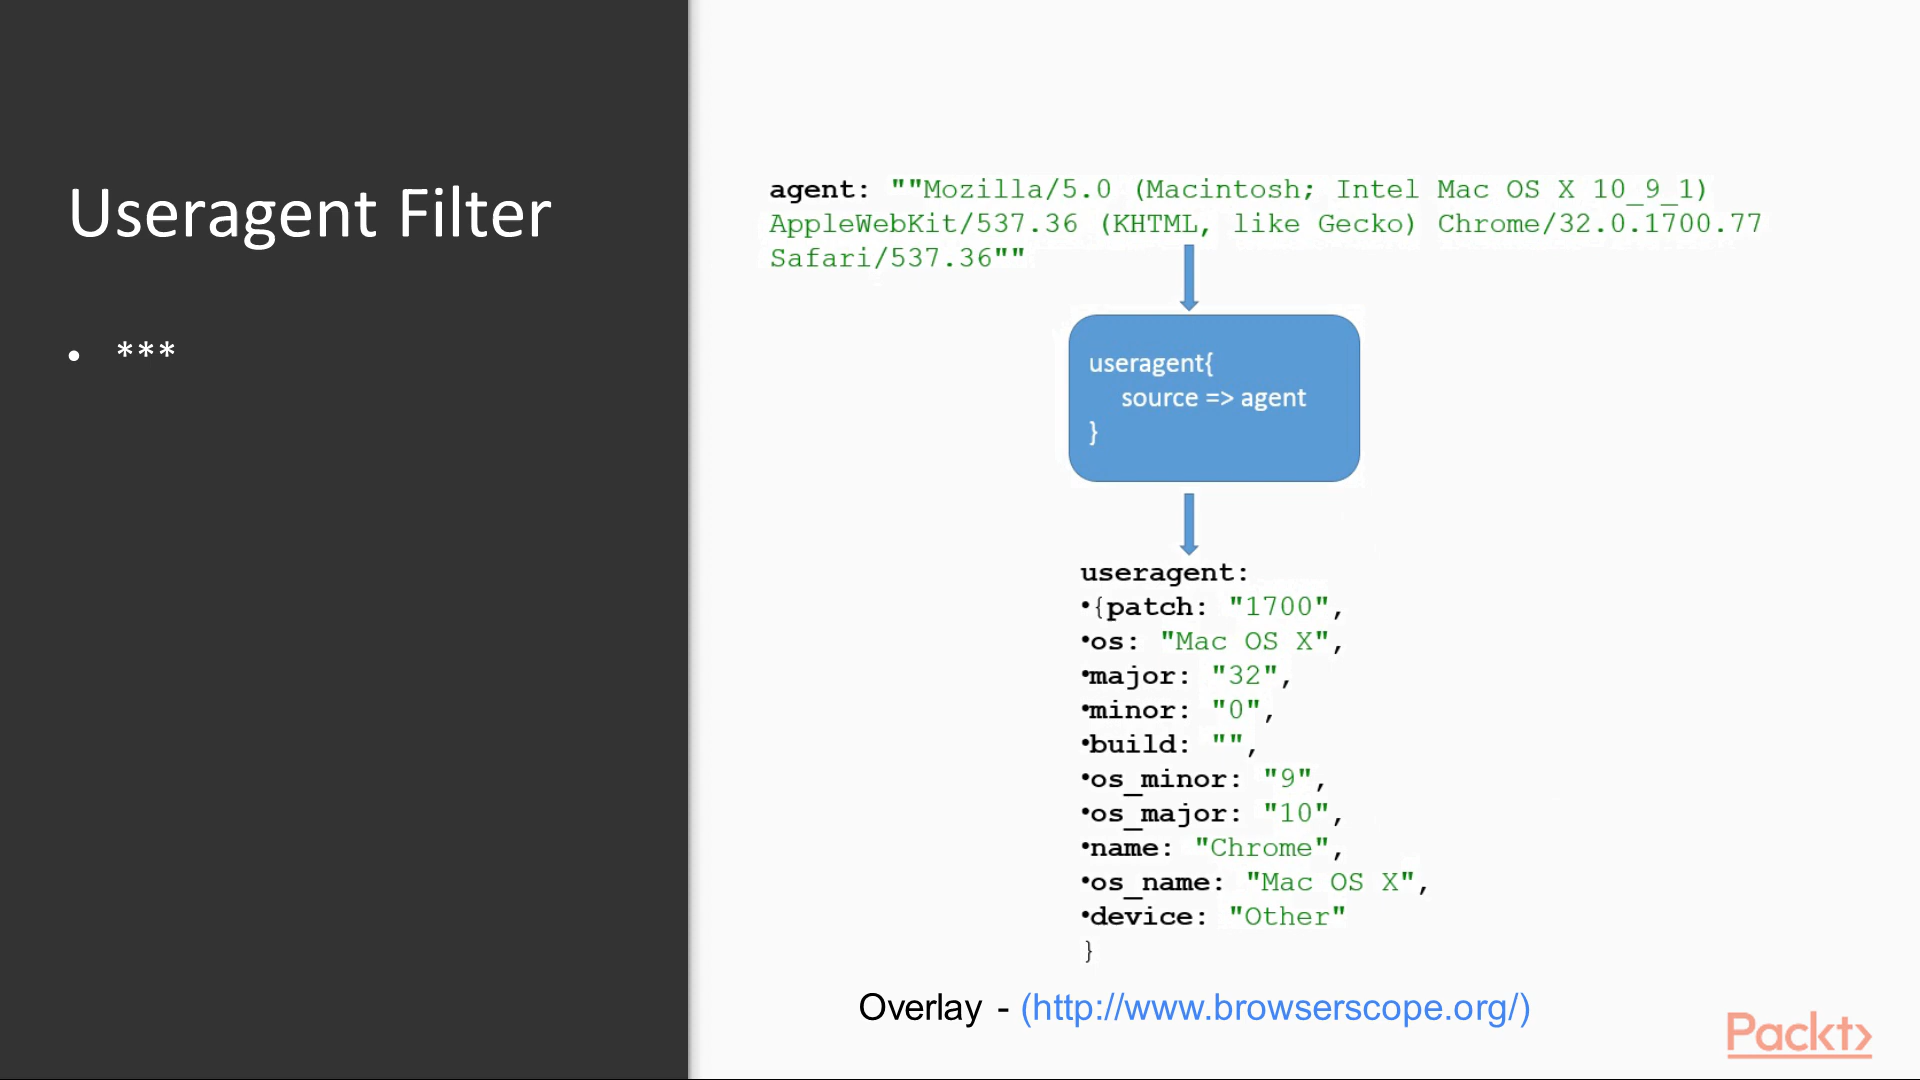 Useragent Filter
• ***
agent: ""Mozilla/5.0 (Macintosh; Intel Mac OS X 10_9_1)
AppleWebKit/537.36 (KHTML, like Gecko) Chrome/32.0.1700.77
Safari/537.36""
useragent{
source => agent
}
useragent:
•{patch: "1700",
•os: "Mac OS X",
•major: "32",
•minor: "0",
•build: "",
•os_minor: "9",
•os_major: "10",
•name: "Chrome",
•os_name: "Mac OS X",
•device: "Other"
}
Overlay - (http://www.browserscope.org/)
Packt>